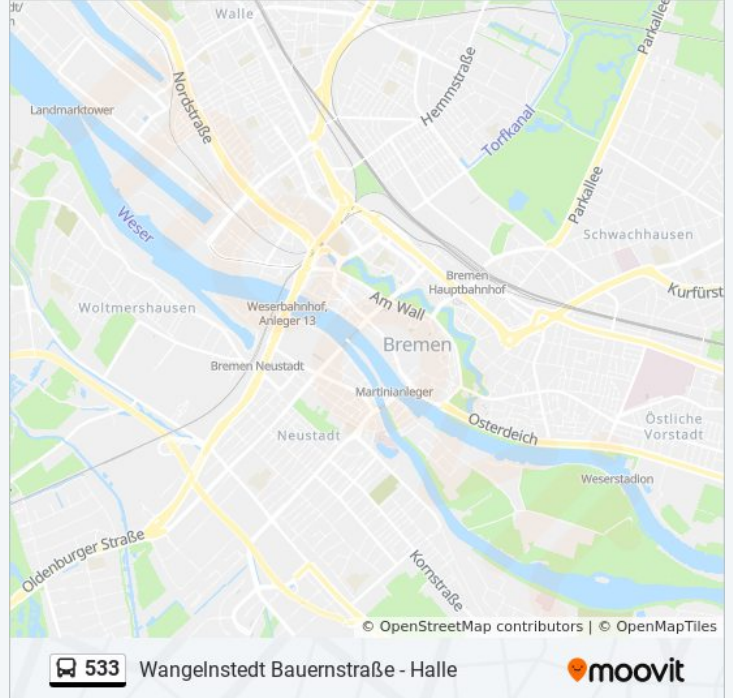 Walle
dt/
Parkallee
Nordstraße
Hemmstraße
Landmarktower
Torfkanal
Parkallee
Weser
Schwachhausen
Bremen
Hauptbahnhof
Kurfürst
Am Wall
Woltmershausen
Weserbahnhof,
Anleger 13
Bremen
Bremen Neustadt
Martinianleger
Osterdeich
Östliche
Vorstadt
Neustadt
Weserstadion
Oldenburger Straße
Kornstraße
© OpenStreetMap contributors | © OpenMapTiles
533 Wangelnstedt Bauernstraße - Halle
moovit